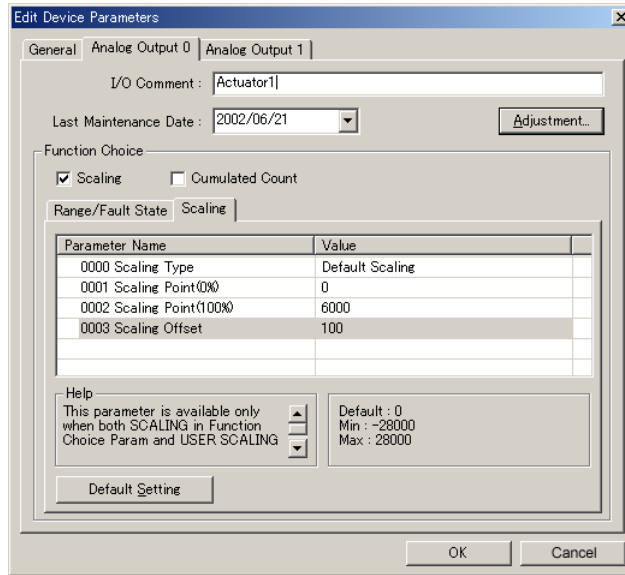 Edit Device Parameters
General Analog Output 0 Analog Output 1
I/O Comment : Actuator1
Last Maintenance Date : 2002/06/21 Adjustment...
Function Choice
Scaling Cumulated Count
Range/Fault State Scaling
Parameter Name Value
0000 Scaling Type Default Scaling
0001 Scaling Point(0%) 0
0002 Scaling Point(100%) 6000
0003 Scaling Offset 100
Help
This parameter is available only
when both SCALING in Function
Choice Param and USER SCALING
Default : 0
Min : -28000
Max : 28000
Default Setting
OK Cancel